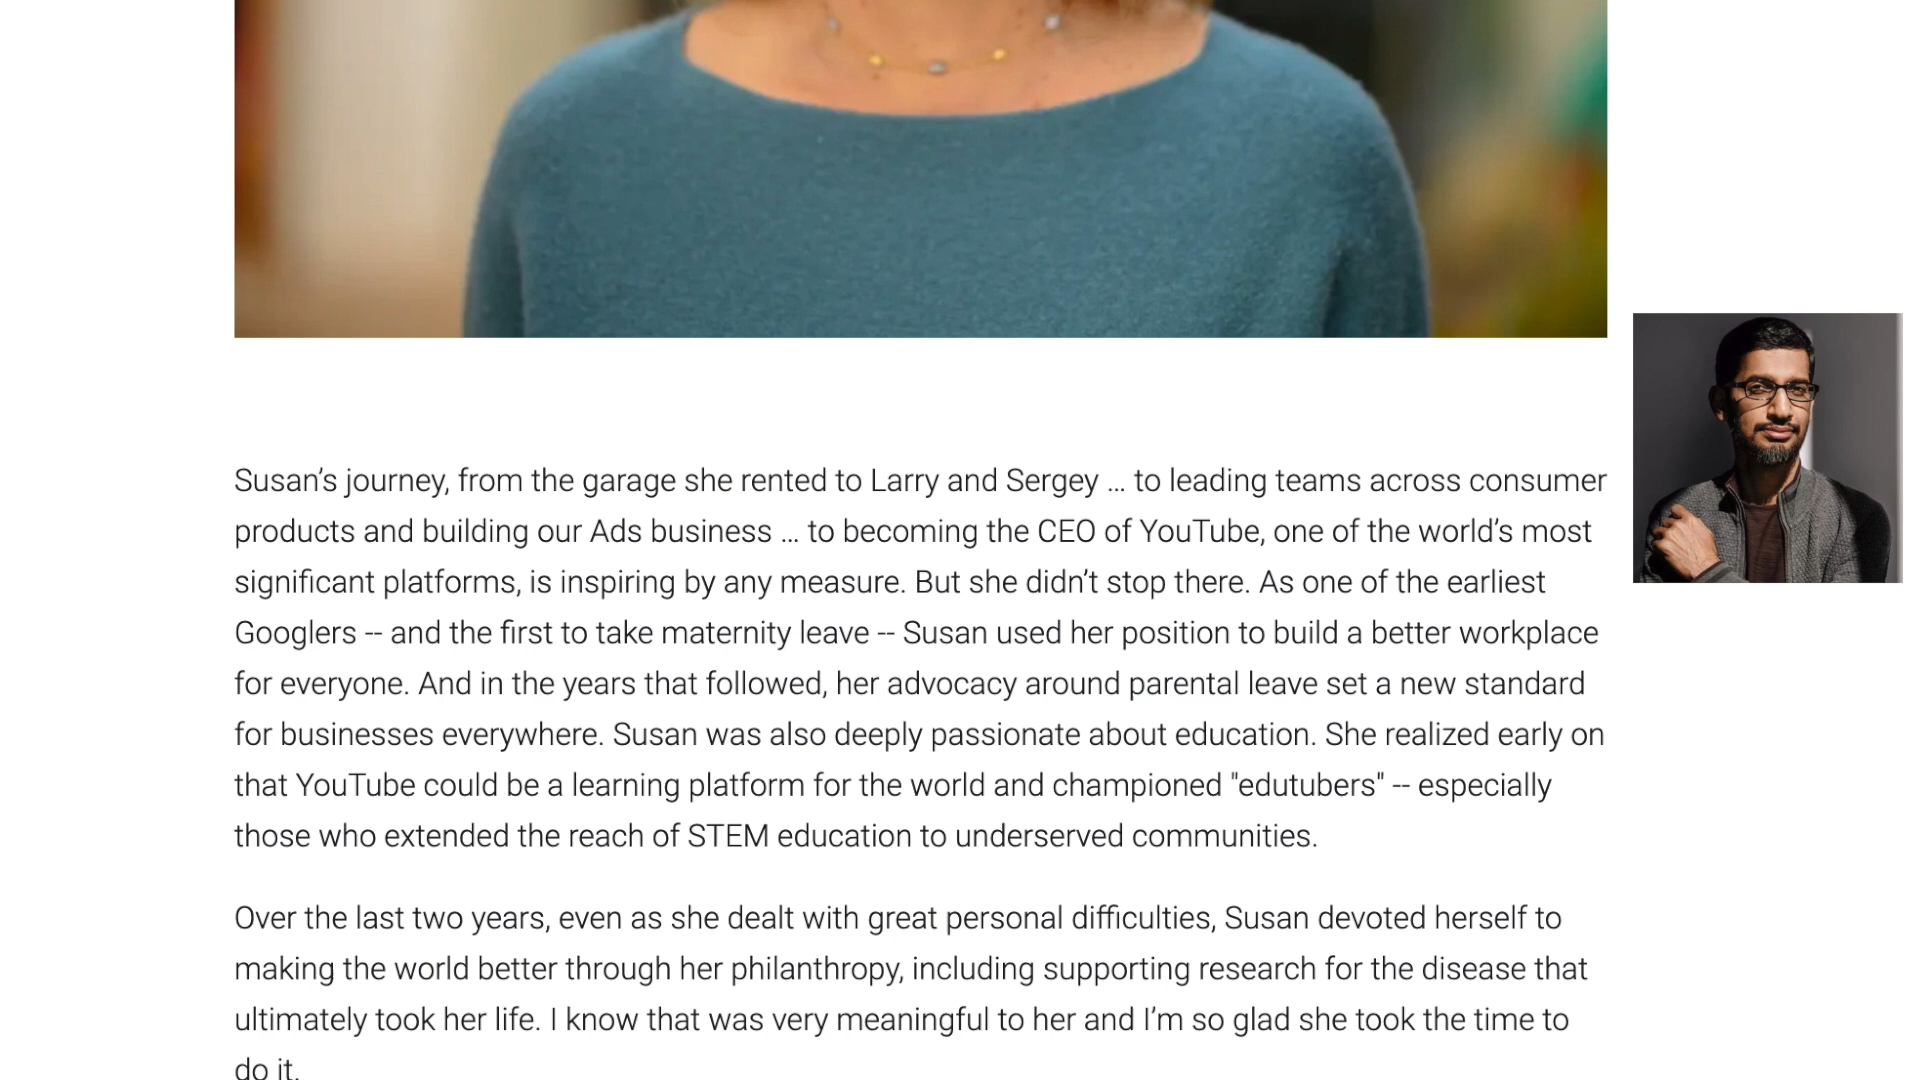 Susan’s journey, from the garage she rented to Larry and Sergey … to leading teams across consumer
products and building our Ads business … to becoming the CEO of YouTube, one of the world’s most
significant platforms, is inspiring by any measure. But she didn’t stop there. As one of the earliest
Googlers -- and the first to take maternity leave -- Susan used her position to build a better workplace
for everyone. And in the years that followed, her advocacy around parental leave set a new standard
for businesses everywhere. Susan was also deeply passionate about education. She realized early on
that YouTube could be a learning platform for the world and championed "edutubers" -- especially
those who extended the reach of STEM education to underserved communities.
Over the last two years, even as she dealt with great personal difficulties, Susan devoted herself to
making the world better through her philanthropy, including supporting research for the disease that
ultimately took her life. I know that was very meaningful to her and I’m so glad she took the time to
do it.